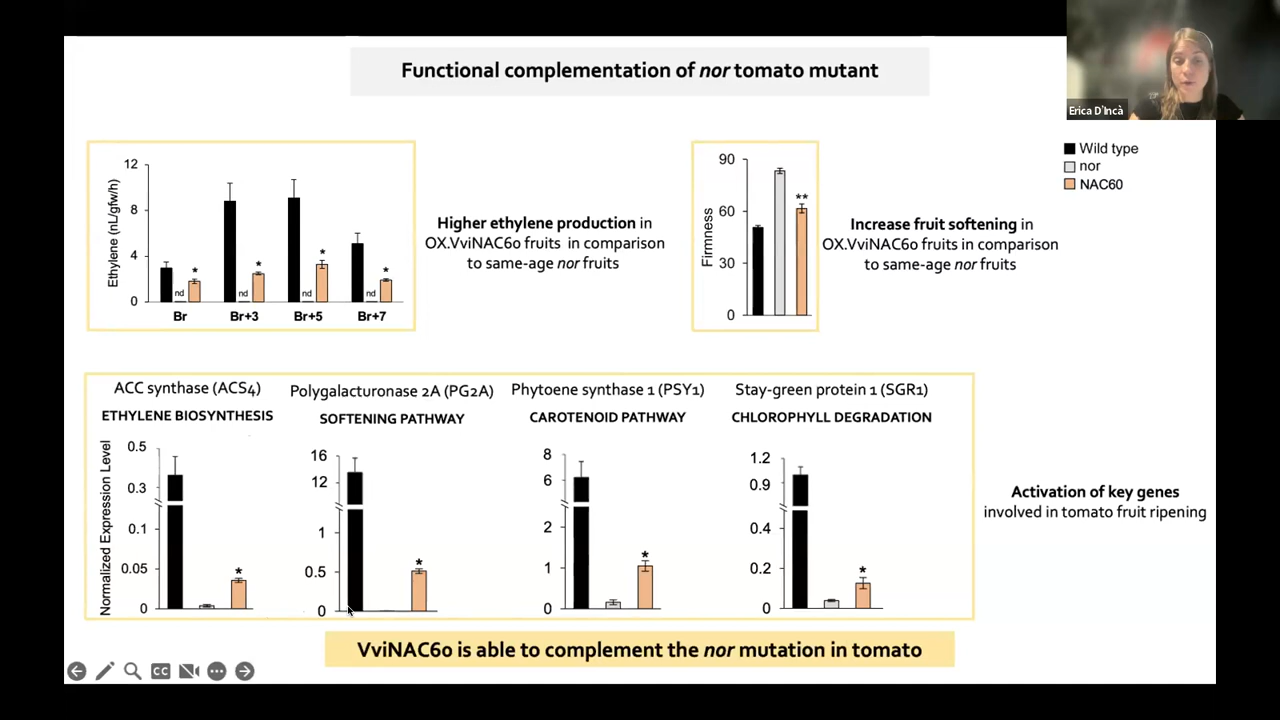 Functional complementation of nor tomato mutant
Erica D'Incà
Wild type
nor
NAC60
Ethylene (nL/gfw/h)
12
8
4
0
*
*
*
*
nd
nd
nd
nd
Br
Br+3
Br+5
Br+7
Higher ethylene production in
OX.VviNAC60 fruits in comparison
to same-age nor fruits
Firmness
90
60
30
0
**
Increase fruit softening in
OX.VviNAC60 fruits in comparison
to same-age nor fruits
ACC synthase (ACS4)
ETHYLENE BIOSYNTHESIS
Normalized Expression Level
0.5
0.3
0.1
0.05
0
*
Polygalacturonase 2A (PG2A)
SOFTENING PATHWAY
16
12
1
0.5
0
*
Phytoene synthase 1 (PSY1)
CAROTENOID PATHWAY
8
6
2
1
0
*
Stay-green protein 1 (SGR1)
CHLOROPHYLL DEGRADATION
1.2
0.9
0.4
0.2
0
*
Activation of key genes
involved in tomato fruit ripening
VviNAC60 is able to complement the nor mutation in tomato
CC